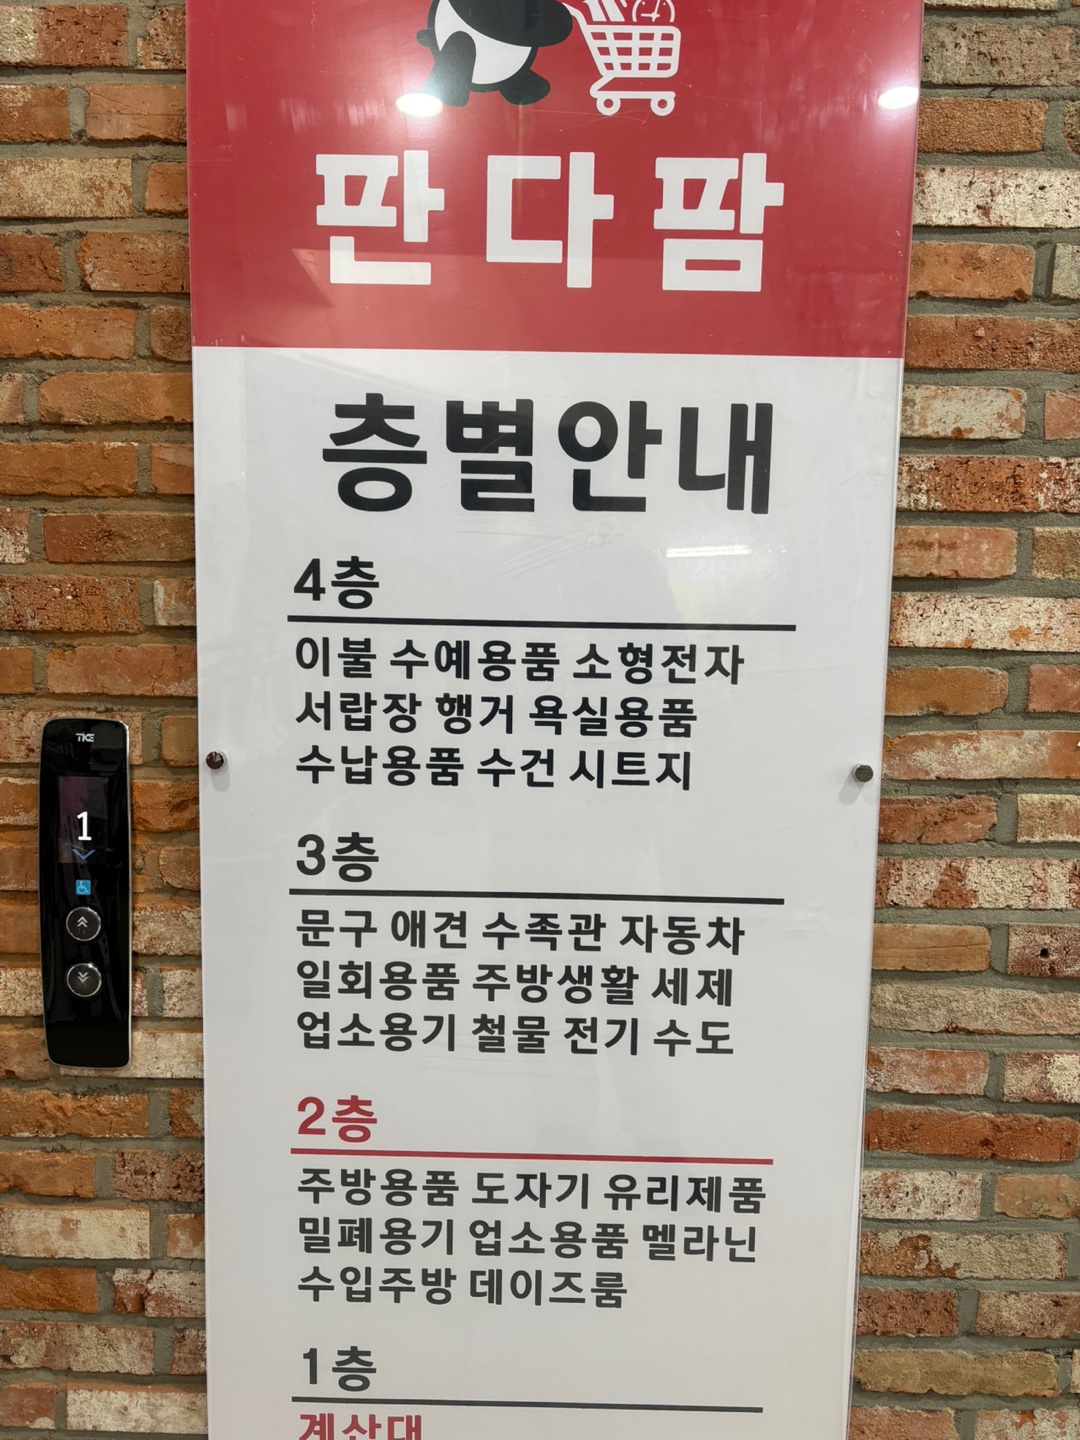 판다팜
층별안내
4층
이불 수예용품 소형전자
서랍장 행거 욕실용품
수납용품 수건 시트지
TKE
1
3층
문구 애견 수족관 자동차
일회용품 주방생활 세제
업소용기 철물 전기 수도
2층
주방용품 도자기 유리제품
밀폐용기 업소용품 멜라닌
수입주방 데이즈룸
1층
계산대